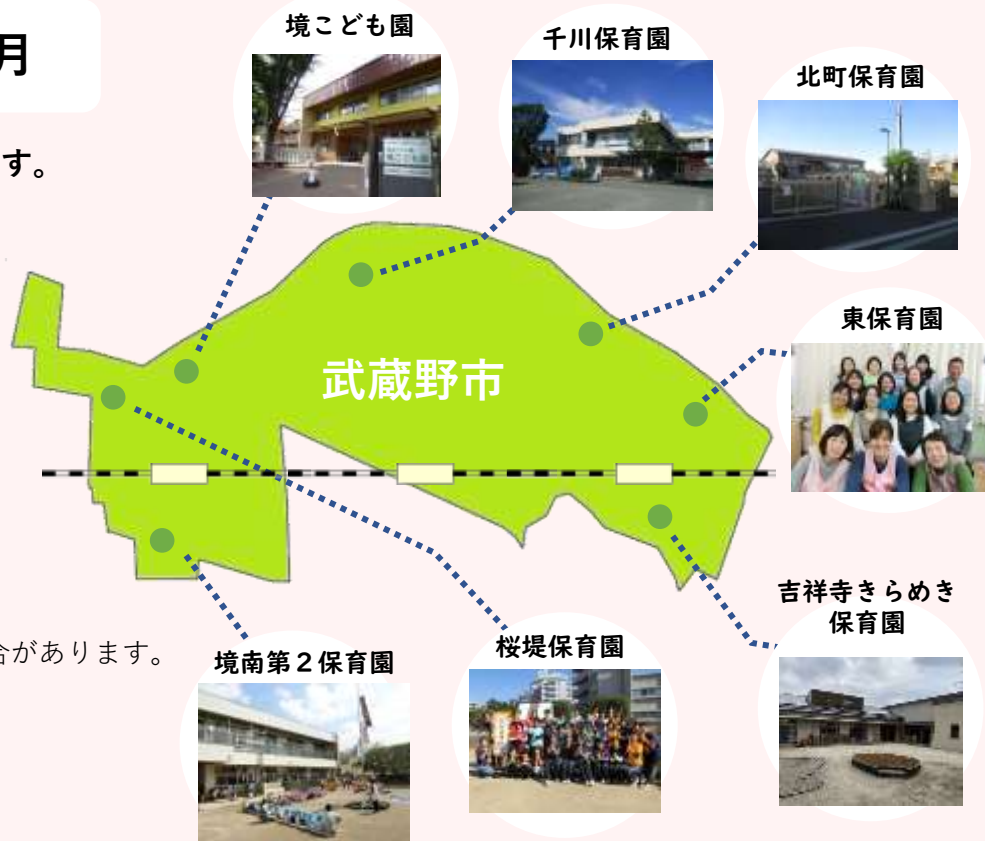 月
す。
境こども園
千川保育園
北町保育園
東保育園
武蔵野市
吉祥寺きらめき
保育園
合があります。
境南第2保育園
桜堤保育園